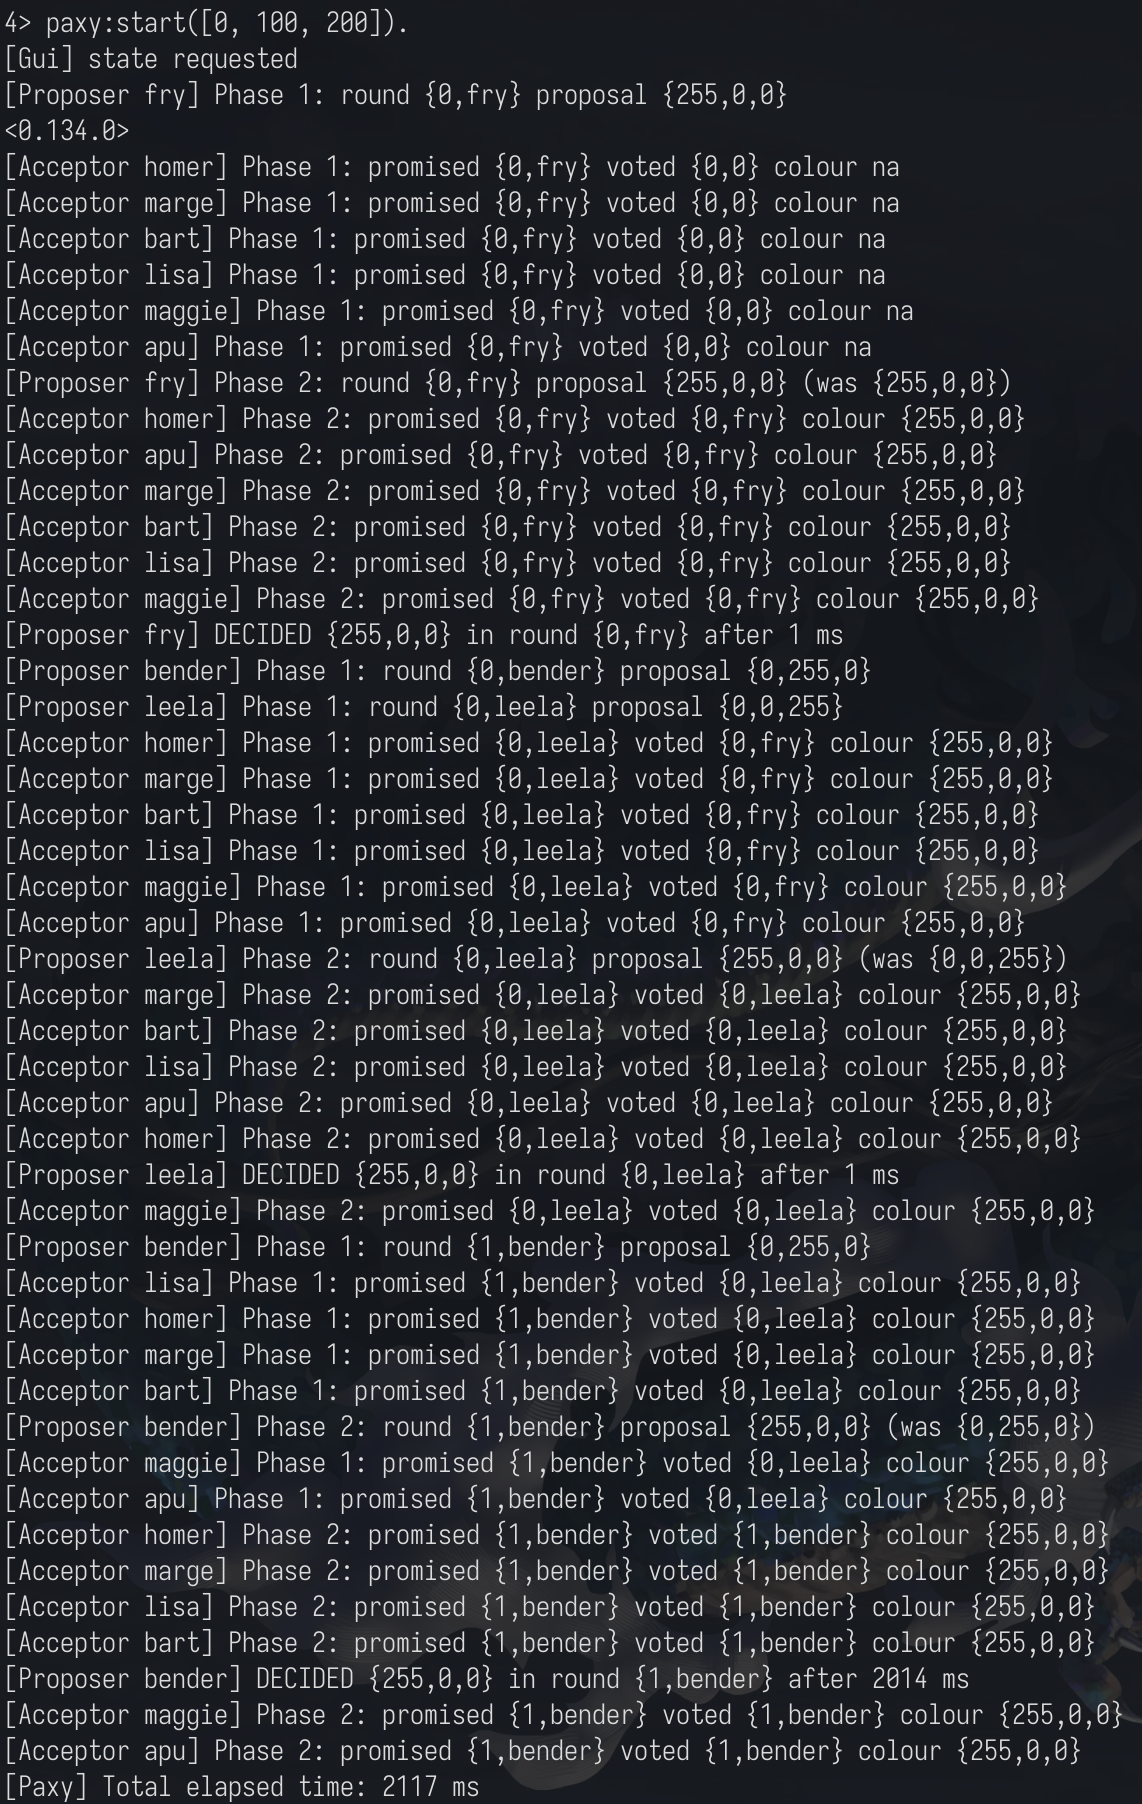 4> paxy:start([0, 100, 200]).
[Gui] state requested
[Proposer fry] Phase 1: round {0,fry} proposal {255,0,0}
<0.134.0>
[Acceptor homer] Phase 1: promised {0,fry} voted {0,0} colour na
[Acceptor marge] Phase 1: promised {0,fry} voted {0,0} colour na
[Acceptor bart] Phase 1: promised {0,fry} voted {0,0} colour na
[Acceptor lisa] Phase 1: promised {0,fry} voted {0,0} colour na
[Acceptor maggie] Phase 1: promised {0,fry} voted {0,0} colour na
[Acceptor apu] Phase 1: promised {0,fry} voted {0,0} colour na
[Proposer fry] Phase 2: round {0,fry} proposal {255,0,0} (was {255,0,0})
[Acceptor homer] Phase 2: promised {0,fry} voted {0,fry} colour {255,0,0}
[Acceptor apu] Phase 2: promised {0,fry} voted {0,fry} colour {255,0,0}
[Acceptor marge] Phase 2: promised {0,fry} voted {0,fry} colour {255,0,0}
[Acceptor bart] Phase 2: promised {0,fry} voted {0,fry} colour {255,0,0}
[Acceptor lisa] Phase 2: promised {0,fry} voted {0,fry} colour {255,0,0}
[Acceptor maggie] Phase 2: promised {0,fry} voted {0,fry} colour {255,0,0}
[Proposer fry] DECIDED {255,0,0} in round {0,fry} after 1 ms
[Proposer bender] Phase 1: round {0,bender} proposal {0,255,0}
[Proposer leela] Phase 1: round {0,leela} proposal {0,0,255}
[Acceptor homer] Phase 1: promised {0,leela} voted {0,fry} colour {255,0,0}
[Acceptor marge] Phase 1: promised {0,leela} voted {0,fry} colour {255,0,0}
[Acceptor bart] Phase 1: promised {0,leela} voted {0,fry} colour {255,0,0}
[Acceptor lisa] Phase 1: promised {0,leela} voted {0,fry} colour {255,0,0}
[Acceptor maggie] Phase 1: promised {0,leela} voted {0,fry} colour {255,0,0}
[Acceptor apu] Phase 1: promised {0,leela} voted {0,fry} colour {255,0,0}
[Proposer leela] Phase 2: round {0,leela} proposal {255,0,0} (was {0,0,255})
[Acceptor marge] Phase 2: promised {0,leela} voted {0,leela} colour {255,0,0}
[Acceptor bart] Phase 2: promised {0,leela} voted {0,leela} colour {255,0,0}
[Acceptor lisa] Phase 2: promised {0,leela} voted {0,leela} colour {255,0,0}
[Acceptor apu] Phase 2: promised {0,leela} voted {0,leela} colour {255,0,0}
[Acceptor homer] Phase 2: promised {0,leela} voted {0,leela} colour {255,0,0}
[Proposer leela] DECIDED {255,0,0} in round {0,leela} after 1 ms
[Acceptor maggie] Phase 2: promised {0,leela} voted {0,leela} colour {255,0,0}
[Proposer bender] Phase 1: round {1,bender} proposal {0,255,0}
[Acceptor lisa] Phase 1: promised {1,bender} voted {0,leela} colour {255,0,0}
[Acceptor homer] Phase 1: promised {1,bender} voted {0,leela} colour {255,0,0}
[Acceptor marge] Phase 1: promised {1,bender} voted {0,leela} colour {255,0,0}
[Acceptor bart] Phase 1: promised {1,bender} voted {0,leela} colour {255,0,0}
[Proposer bender] Phase 2: round {1,bender} proposal {255,0,0} (was {0,255,0})
[Acceptor maggie] Phase 1: promised {1,bender} voted {0,leela} colour {255,0,0}
[Acceptor apu] Phase 1: promised {1,bender} voted {0,leela} colour {255,0,0}
[Acceptor homer] Phase 2: promised {1,bender} voted {1,bender} colour {255,0,0}
[Acceptor marge] Phase 2: promised {1,bender} voted {1,bender} colour {255,0,0}
[Acceptor lisa] Phase 2: promised {1,bender} voted {1,bender} colour {255,0,0}
[Acceptor bart] Phase 2: promised {1,bender} voted {1,bender} colour {255,0,0}
[Proposer bender] DECIDED {255,0,0} in round {1,bender} after 2014 ms
[Acceptor maggie] Phase 2: promised {1,bender} voted {1,bender} colour {255,0,0}
[Acceptor apu] Phase 2: promised {1,bender} voted {1,bender} colour {255,0,0}
[Paxy] Total elapsed time: 2117 ms